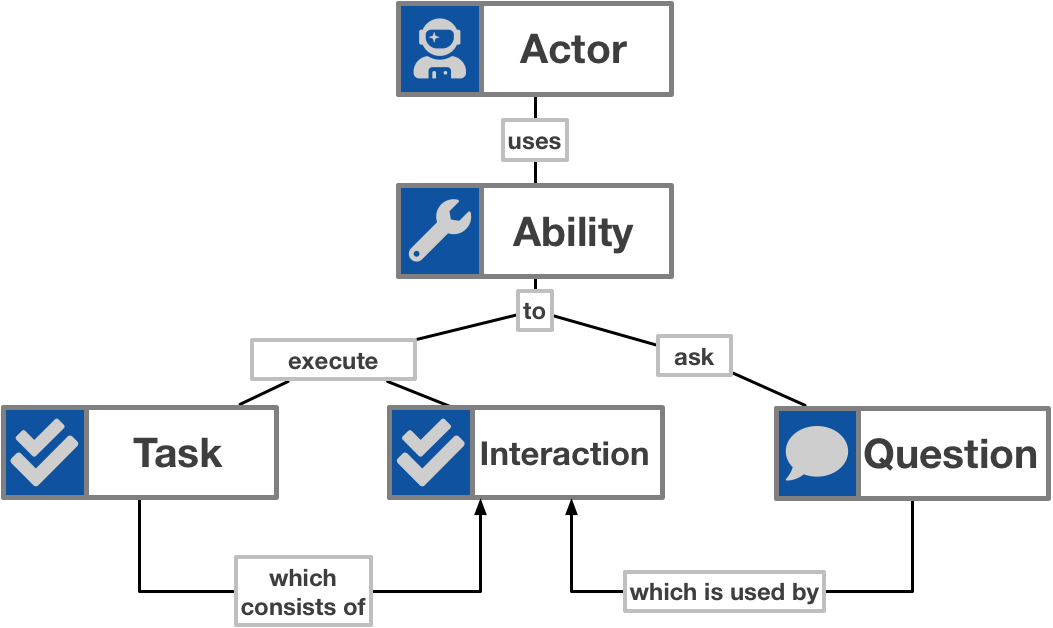 Actor
uses
Ability
to
execute
ask
Task
Interaction
Question
which
consists of
which is used by